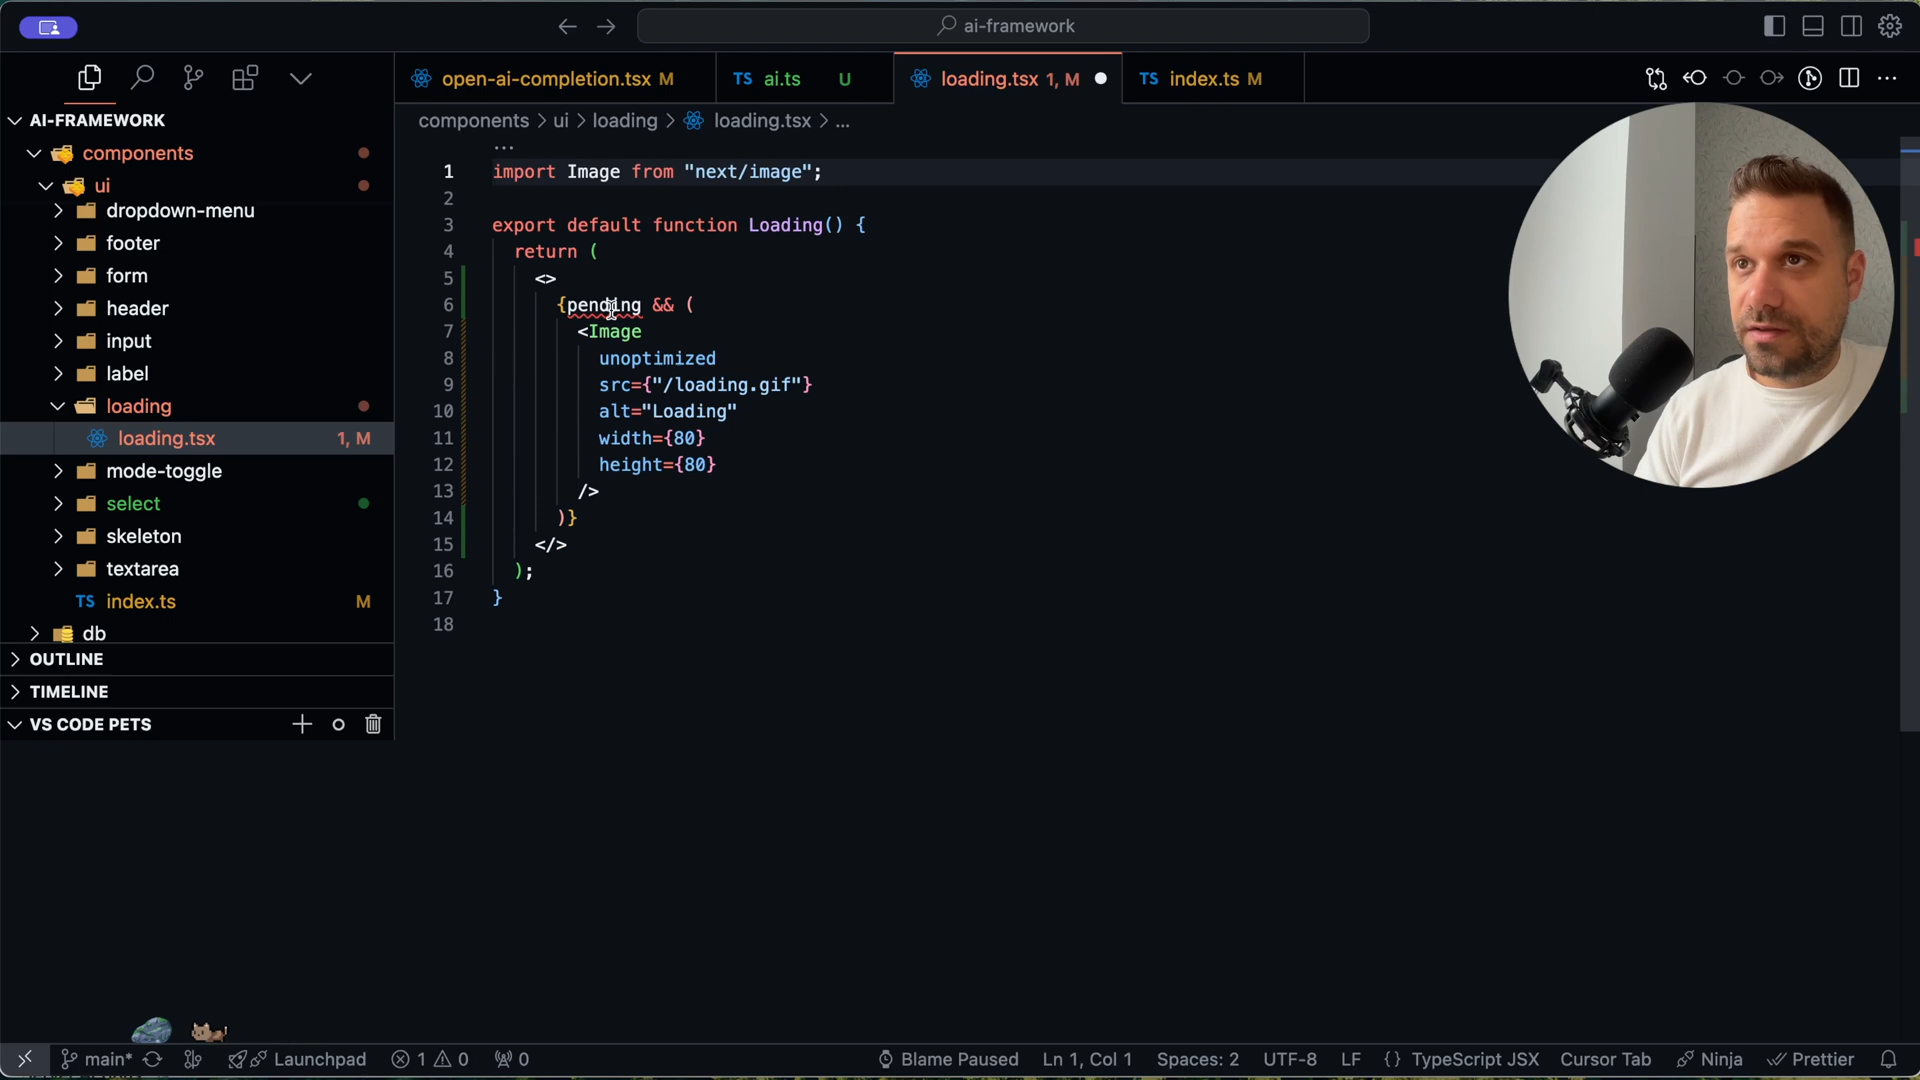 ai-framework
open-ai-completion.tsx M
TS ai.ts U
loading.tsx 1, M
TS index.ts M
AI-FRAMEWORK
components
ui
dropdown-menu
footer
form
header
input
label
loading
loading.tsx 1, M
mode-toggle
select
skeleton
textarea
TS index.ts M
db
OUTLINE
TIMELINE
VS CODE PETS
components > ui > loading > loading.tsx > ...
...
1 import Image from "next/image";
2
3 export default function Loading() {
4 return (
5 <>
6 {pending && (
7 <Image
8 unoptimized
9 src={"/loading.gif"}
10 alt="Loading"
11 width={80}
12 height={80}
13 />
14 )}
15 </>
16 );
17 }
18
main* Launchpad 1 0 0 Blame Paused Ln 1, Col 1 Spaces: 2 UTF-8 LF {} TypeScript JSX Cursor Tab Ninja Prettier